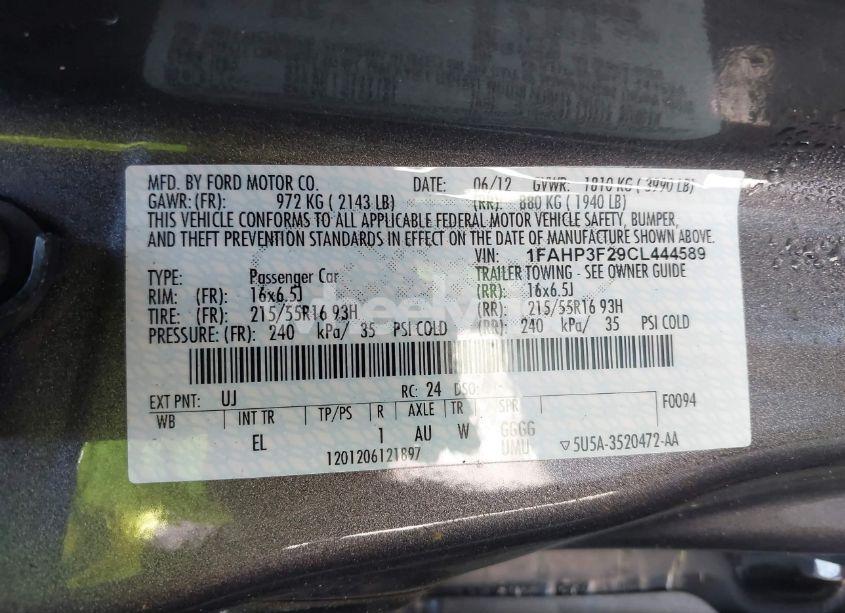 MFD. BY FORD MOTOR CO. DATE: 06/12 GVWR: 1810 KG ( 3990 LB)
GAWR:(FR): 972 KG ( 2143 LB) (RR): 880 KG ( 1940 LB)
THIS VEHICLE CONFORMS TO ALL APPLICABLE FEDERAL MOTOR VEHICLE SAFETY, BUMPER,
AND THEFT PREVENTION STANDARDS IN EFFECT ON THE DATE OF MANUFACTURE SHOWN ABOVE.
VIN: 1FAHP3F29CL444589
TYPE: Passenger Car TRAILER TOWING - SEE OWNER GUIDE
RIM: (FR): 16x6.5J (RR): 16x6.5J
TIRE: (FR): 215/55R16 93H (RR): 215/55R16 93H
PRESSURE: (FR): 240 kPa/ 35 PSI COLD (RR): 240 kPa/ 35 PSI COLD
EXT PNT: UJ RC: 24 DSO: F0094
WB INT TR TP/PS R AXLE TR SPR
EL 1 AU W GGGG
1201206121897 UMU ▽5U5A-3520472-AA